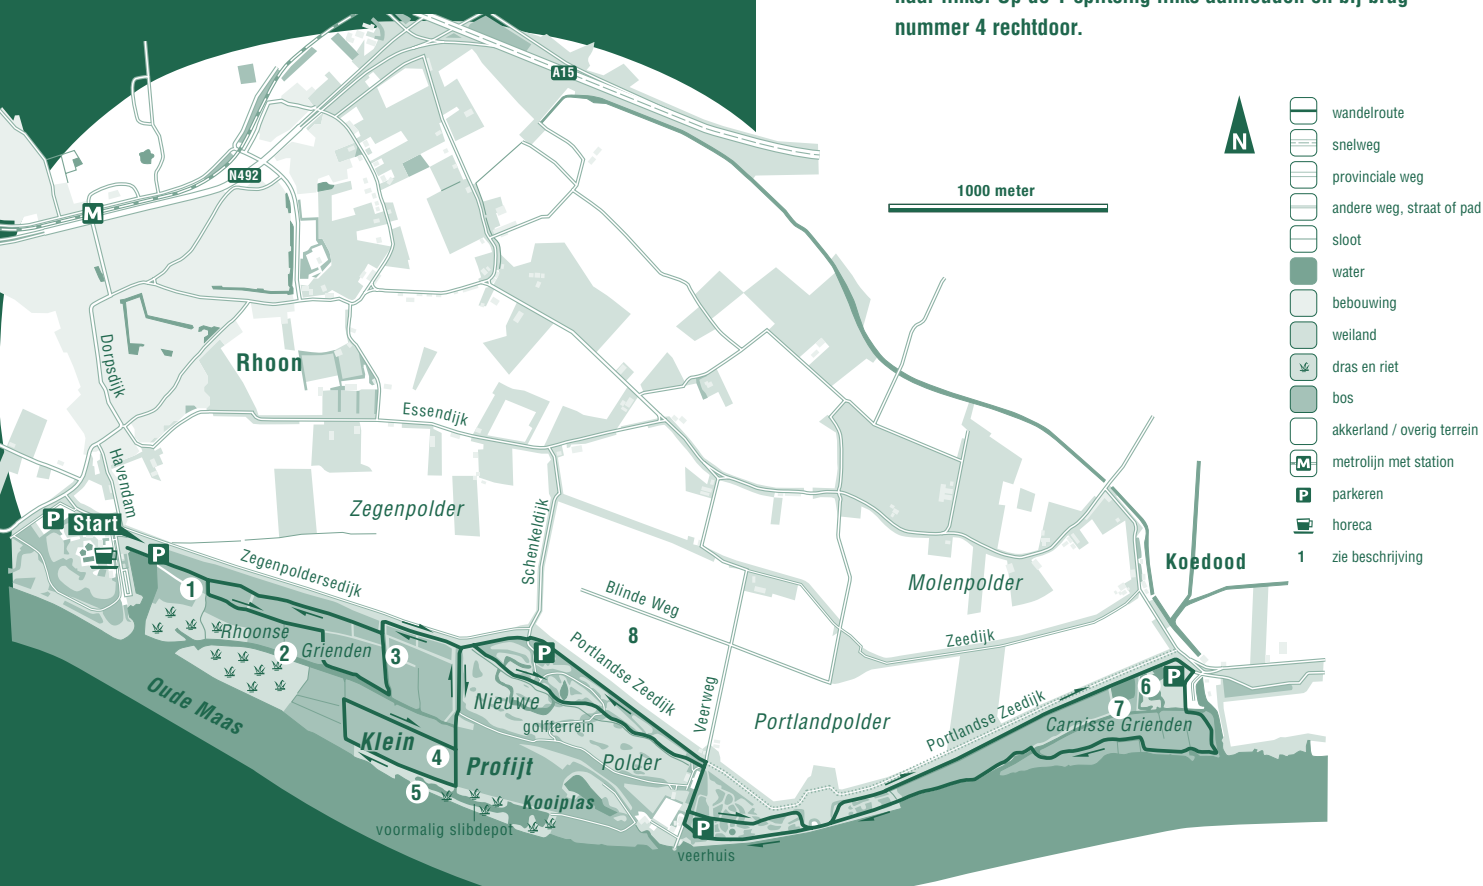 nummer 4 rechtdoor.
A15
N
wandelroute
snelweg
1000 meter
N492
provinciale weg
andere weg, straat of pad
M
sloot
water
bebouwing
weiland
Dorpsdijk
Rhoon
dras en riet
bos
Essendijk
akkerland / overig terrein
Havendam
M
metrolijn met station
Zegenpolder
P
parkeren
P
Start
Schenkeldijk
horeca
P
Zegenpoldersedijk
1
zie beschrijving
Koedood
Molenpolder
1
Blinde Weg
Rhoonse
8
Zeedijk
2
Grienden
3
P
Portlandse Zeedijk
6
P
Oude Maas
Nieuwe
Veerweg
7
Portlandpolder
Portlandse Zeedijk
Carnisse Grienden
golfterrein
Klein
4
Profijt
Polder
5
Kooiplas
voormalig slibdepot
P
veerhuis